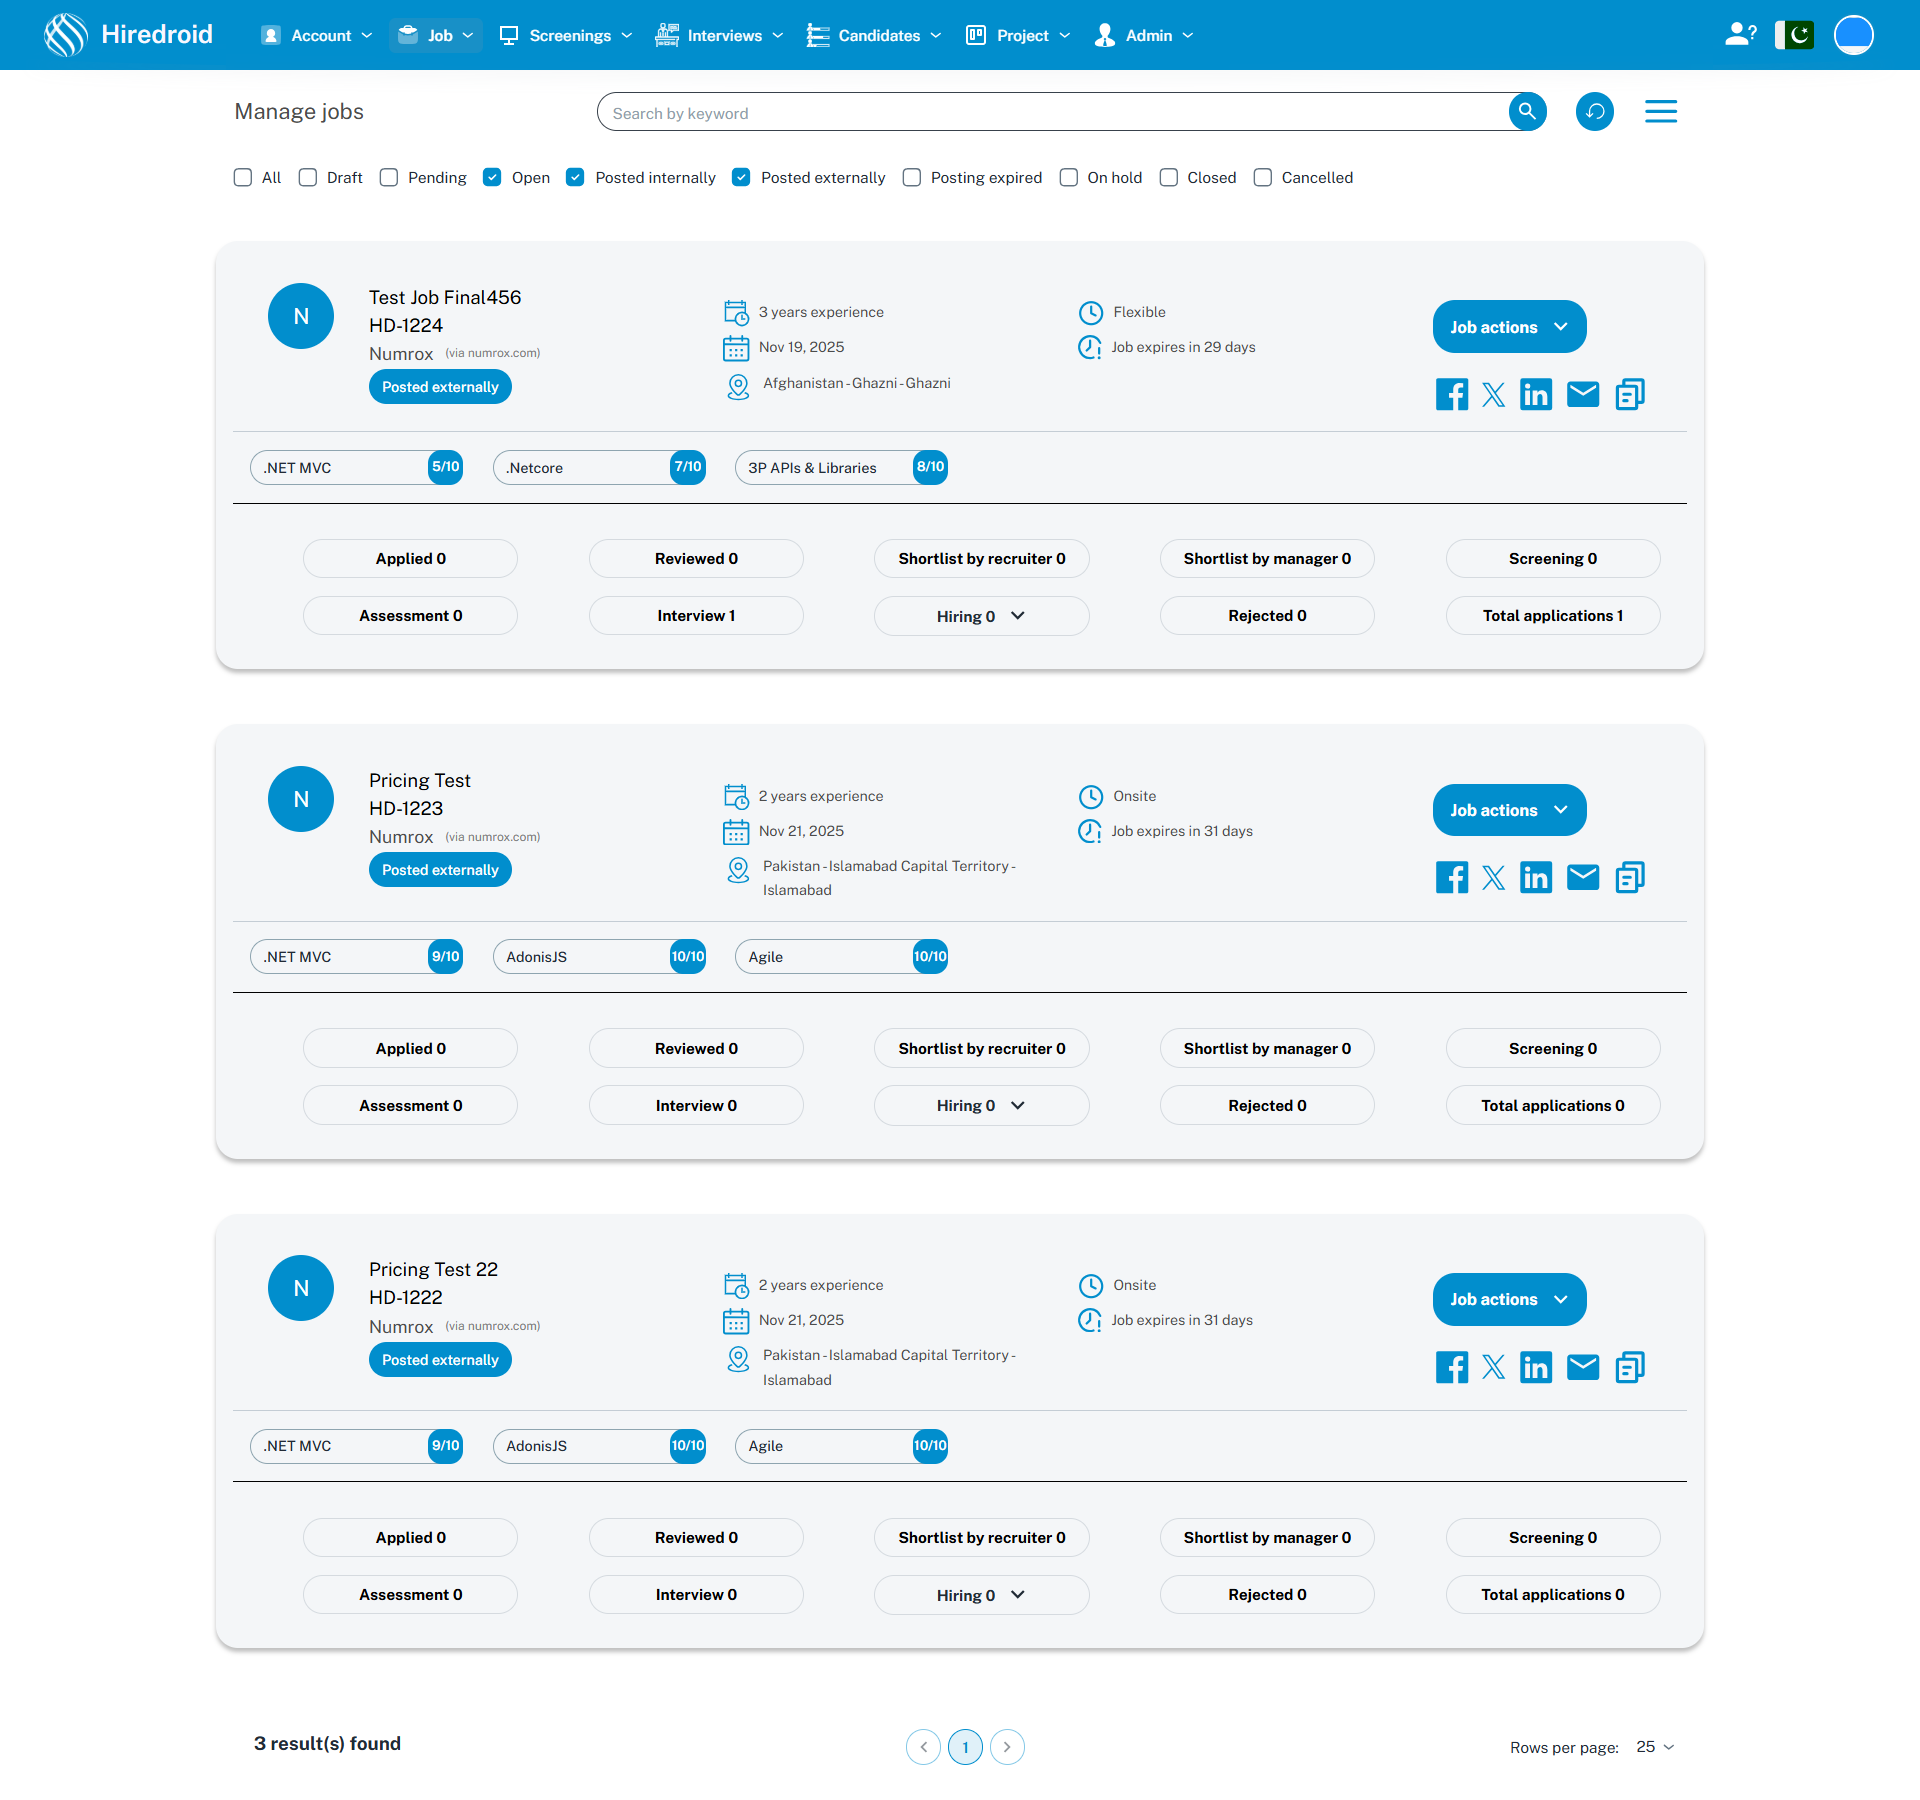 Hiredroid
Account
Job
Screenings
Interviews
Candidates
Project
Admin
Manage jobs
Search by keyword
All
Draft
Pending
Open
Posted internally
Posted externally
Posting expired
On hold
Closed
Cancelled
N
Test Job Final456
HD-1224
Numrox (via numrox.com)
Posted externally
3 years experience
Nov 19, 2025
Afghanistan - Ghazni - Ghazni
Flexible
Job expires in 29 days
Job actions
.NET MVC 5/10
.Netcore 7/10
3P APIs & Libraries 8/10
Applied 0
Reviewed 0
Shortlist by recruiter 0
Shortlist by manager 0
Screening 0
Assessment 0
Interview 1
Hiring 0
Rejected 0
Total applications 1
N
Pricing Test
HD-1223
Numrox (via numrox.com)
Posted externally
2 years experience
Nov 21, 2025
Pakistan - Islamabad Capital Territory -
Islamabad
Onsite
Job expires in 31 days
Job actions
.NET MVC 9/10
AdonisJS 10/10
Agile 10/10
Applied 0
Reviewed 0
Shortlist by recruiter 0
Shortlist by manager 0
Screening 0
Assessment 0
Interview 0
Hiring 0
Rejected 0
Total applications 0
N
Pricing Test 22
HD-1222
Numrox (via numrox.com)
Posted externally
2 years experience
Nov 21, 2025
Pakistan - Islamabad Capital Territory -
Islamabad
Onsite
Job expires in 31 days
Job actions
.NET MVC 9/10
AdonisJS 10/10
Agile 10/10
Applied 0
Reviewed 0
Shortlist by recruiter 0
Shortlist by manager 0
Screening 0
Assessment 0
Interview 0
Hiring 0
Rejected 0
Total applications 0
3 result(s) found
1
Rows per page: 25